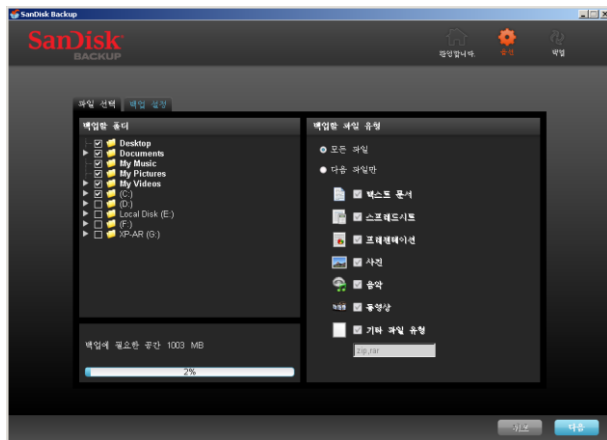 SanDisk Backup
SanDisk
BACKUP
환영합니다.
설정
백업
파일 선택
백업 설정
백업할 폴더
Desktop
Documents
My Music
My Pictures
My Videos
(C:)
(D:)
Local Disk (E:)
(F:)
XP-AR (G:)
백업에 필요한 공간 1003 MB
2%
백업할 파일 유형
모든 파일
다음 파일만
텍스트 문서
스프레드시트
프레젠테이션
사진
음악
동영상
기타 파일 유형
zip,rar
다음